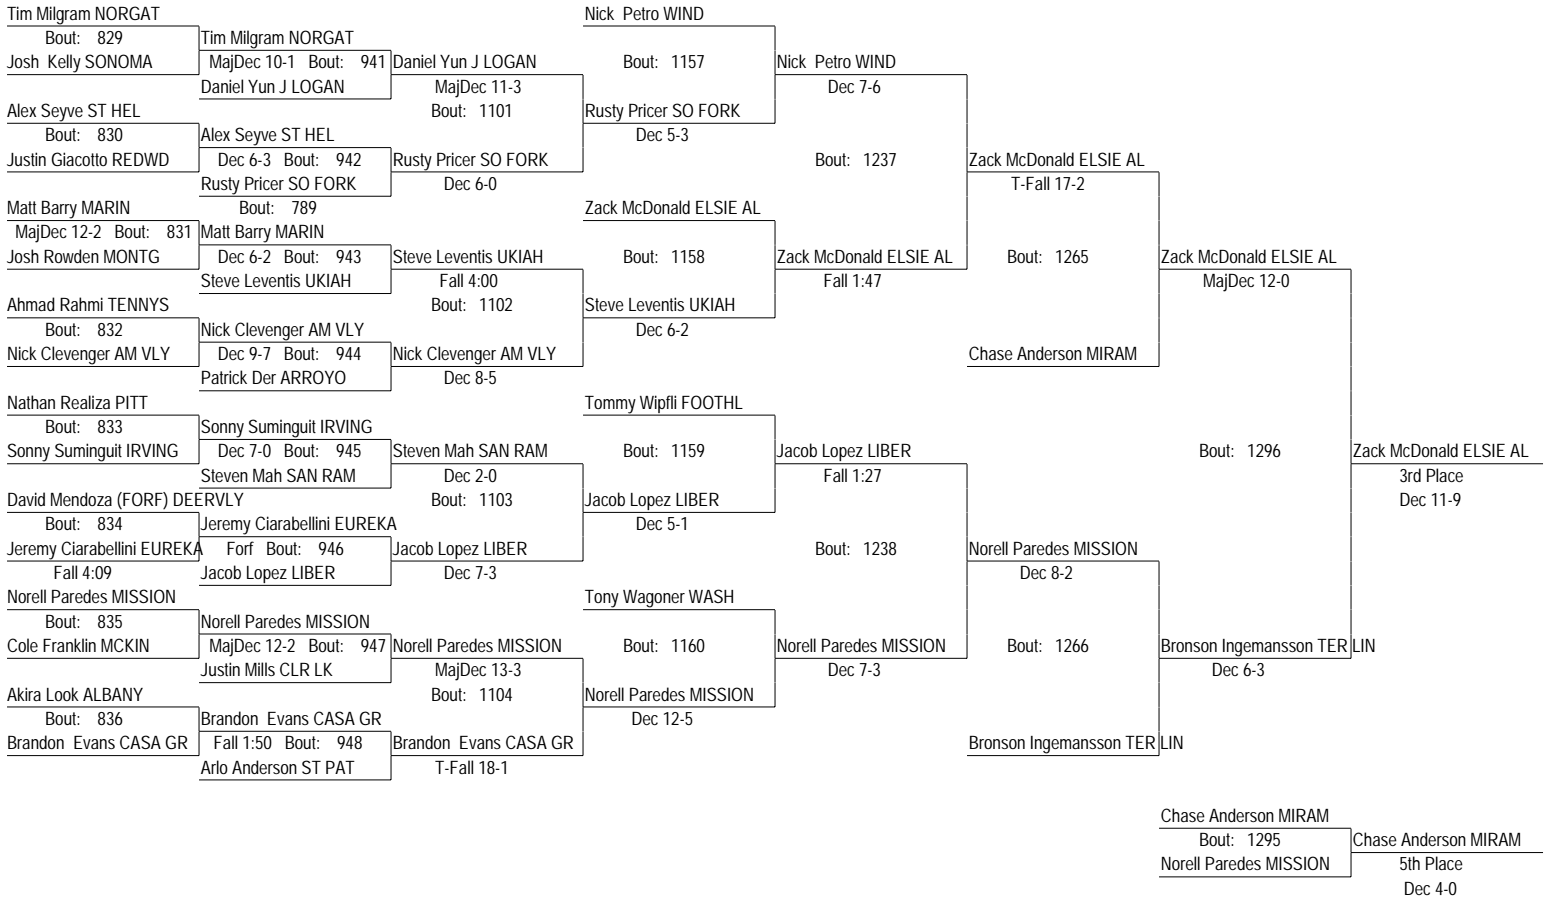 Tim Milgram NORGAT
Nick  Petro WIND
Bout: 829
Tim Milgram NORGAT
Josh  Kelly SONOMA
MajDec 10-1 Bout: 941
Daniel Yun J LOGAN
Bout: 1157
Nick  Petro WIND
Daniel Yun J LOGAN
MajDec 11-3
Dec 7-6
Alex Seyve ST HEL
Bout: 1101
Rusty Pricer SO FORK
Bout: 830
Alex Seyve ST HEL
Dec 5-3
Justin Giacotto REDWD
Dec 6-3 Bout: 942
Rusty Pricer SO FORK
Bout: 1237
Zack McDonald ELSIE AL
Rusty Pricer SO FORK
Dec 6-0
T-Fall 17-2
Matt Barry MARIN
Bout: 789
Zack McDonald ELSIE AL
MajDec 12-2 Bout: 831
Matt Barry MARIN
Josh Rowden MONTG
Dec 6-2 Bout: 943
Steve Leventis UKIAH
Bout: 1158
Zack McDonald ELSIE AL
Bout: 1265
Zack McDonald ELSIE AL
Steve Leventis UKIAH
Fall 4:00
Fall 1:47
MajDec 12-0
Ahmad Rahmi TENNYS
Bout: 1102
Steve Leventis UKIAH
Bout: 832
Nick Clevenger AM VLY
Dec 6-2
Nick Clevenger AM VLY
Dec 9-7 Bout: 944
Nick Clevenger AM VLY
Chase Anderson MIRAM
Patrick Der ARROYO
Dec 8-5
Nathan Realiza PITT
Tommy Wipfli FOOTHL
Bout: 833
Sonny Suminguit IRVING
Sonny Suminguit IRVING
Dec 7-0 Bout: 945
Steven Mah SAN RAM
Bout: 1159
Jacob Lopez LIBER
Bout: 1296
Zack McDonald ELSIE AL
Steven Mah SAN RAM
Dec 2-0
Fall 1:27
3rd Place
David Mendoza (FORF) DEERVLY
Bout: 1103
Jacob Lopez LIBER
Dec 11-9
Bout: 834
Jeremy Ciarabellini EUREKA
Dec 5-1
Jeremy Ciarabellini EUREKA
Forf Bout: 946
Jacob Lopez LIBER
Bout: 1238
Norell Paredes MISSION
Fall 4:09
Jacob Lopez LIBER
Dec 7-3
Dec 8-2
Norell Paredes MISSION
Tony Wagoner WASH
Bout: 835
Norell Paredes MISSION
Cole Franklin MCKIN
MajDec 12-2 Bout: 947
Norell Paredes MISSION
Bout: 1160
Norell Paredes MISSION
Bout: 1266
Bronson Ingemansson TER LIN
Justin Mills CLR LK
MajDec 13-3
Dec 7-3
Dec 6-3
Akira Look ALBANY
Bout: 1104
Norell Paredes MISSION
Bout: 836
Brandon  Evans CASA GR
Dec 12-5
Brandon  Evans CASA GR
Fall 1:50 Bout: 948
Brandon  Evans CASA GR
Bronson Ingemansson TER LIN
Arlo Anderson ST PAT
T-Fall 18-1
Chase Anderson MIRAM
Bout: 1295
Chase Anderson MIRAM
Norell Paredes MISSION
5th Place
Dec 4-0